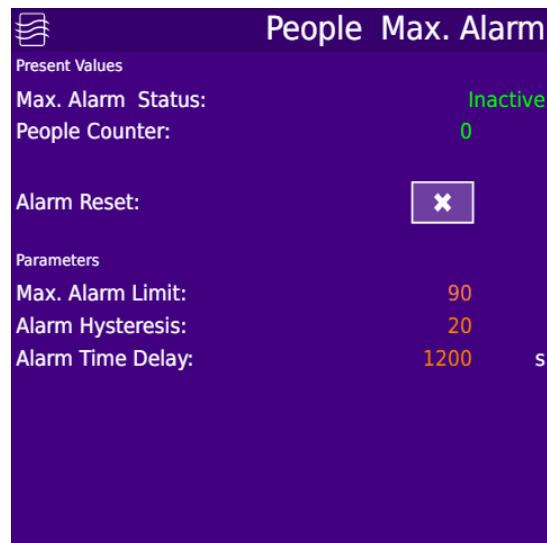 People Max. Alarm
Present Values
Max. Alarm Status: Inactive
People Counter: 0
Alarm Reset:
Parameters
Max. Alarm Limit: 90
Alarm Hysteresis: 20
Alarm Time Delay: 1200 s